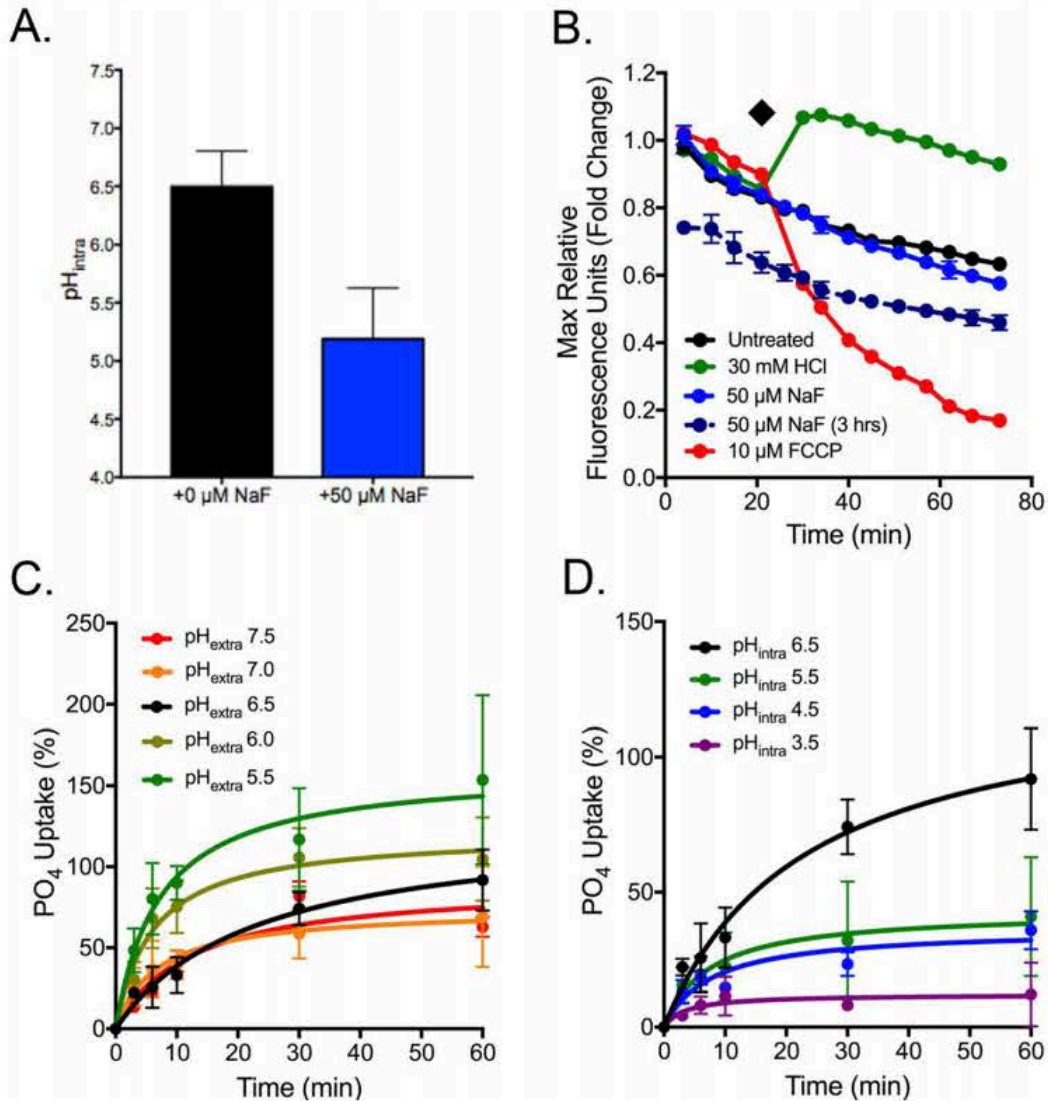 A.
pH intra
7.5
7.0
6.5
6.0
5.5
5.0
4.5
4.0
+0 µM NaF
+50 µM NaF
B.
Max Relative
Fluorescence Units (Fold Change)
1.2
1.0
0.8
0.6
0.4
0.2
0.0
Untreated
30 mM HCl
50 µM NaF
50 µM NaF (3 hrs)
10 µM FCCP
0 20 40 60 80
Time (min)
C.
PO4 Uptake (%)
250
200
150
100
50
0
pHextra 7.5
pHextra 7.0
pHextra 6.5
pHextra 6.0
pHextra 5.5
0 10 20 30 40 50 60
Time (min)
D.
PO4 Uptake (%)
150
100
50
0
pHintra 6.5
pHintra 5.5
pHintra 4.5
pHintra 3.5
0 10 20 30 40 50 60
Time (min)